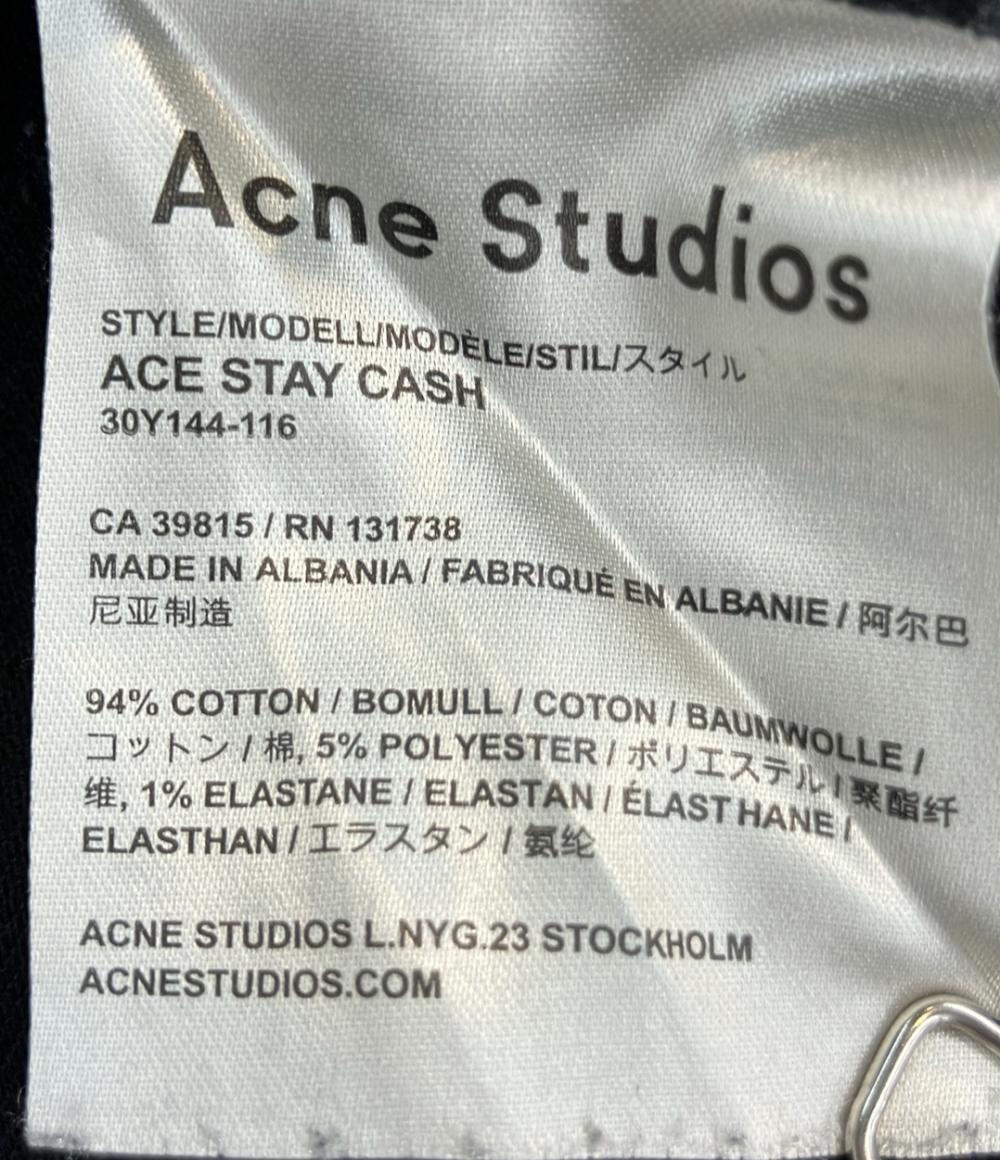 Acne Studios
STYLE/MODELL/MODÈLE/STIL/スタイル
ACE STAY CASH
30Y144-116
CA 39815 / RN 131738
MADE IN ALBANIA / FABRIQUÉ EN ALBANIE / 阿尔巴
尼亚制造
94% COTTON / BOMULL / COTON / BAUMWOLLE /
コットン / 棉, 5% POLYESTER / ポリエステル / 聚酯纤
维, 1% ELASTANE / ELASTAN / ÉLASTHANE /
ELASTHAN / エラスタン / 氨纶
ACNE STUDIOS L.NYG.23 STOCKHOLM
ACNESTUDIOS.COM